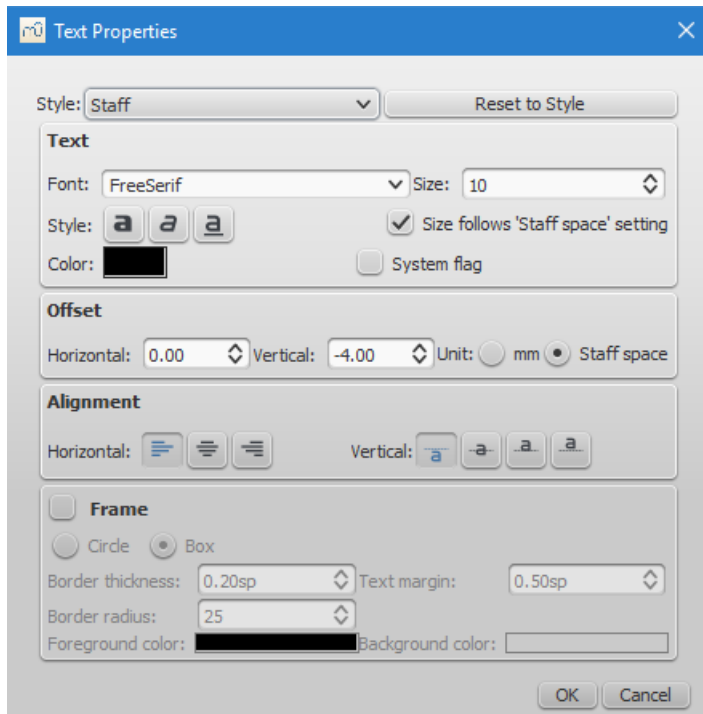 Text Properties
Style: Staff Reset to Style
Text
Font: FreeSerif Size: 10
Style: a a a Size follows 'Staff space' setting
Color: System flag
Offset
Horizontal: 0.00 Vertical: -4.00 Unit: mm Staff space
Alignment
Horizontal: Vertical: a a a a
Frame
Circle Box
Border thickness: 0.20sp Text margin: 0.50sp
Border radius: 25
Foreground color: Background color:
OK Cancel